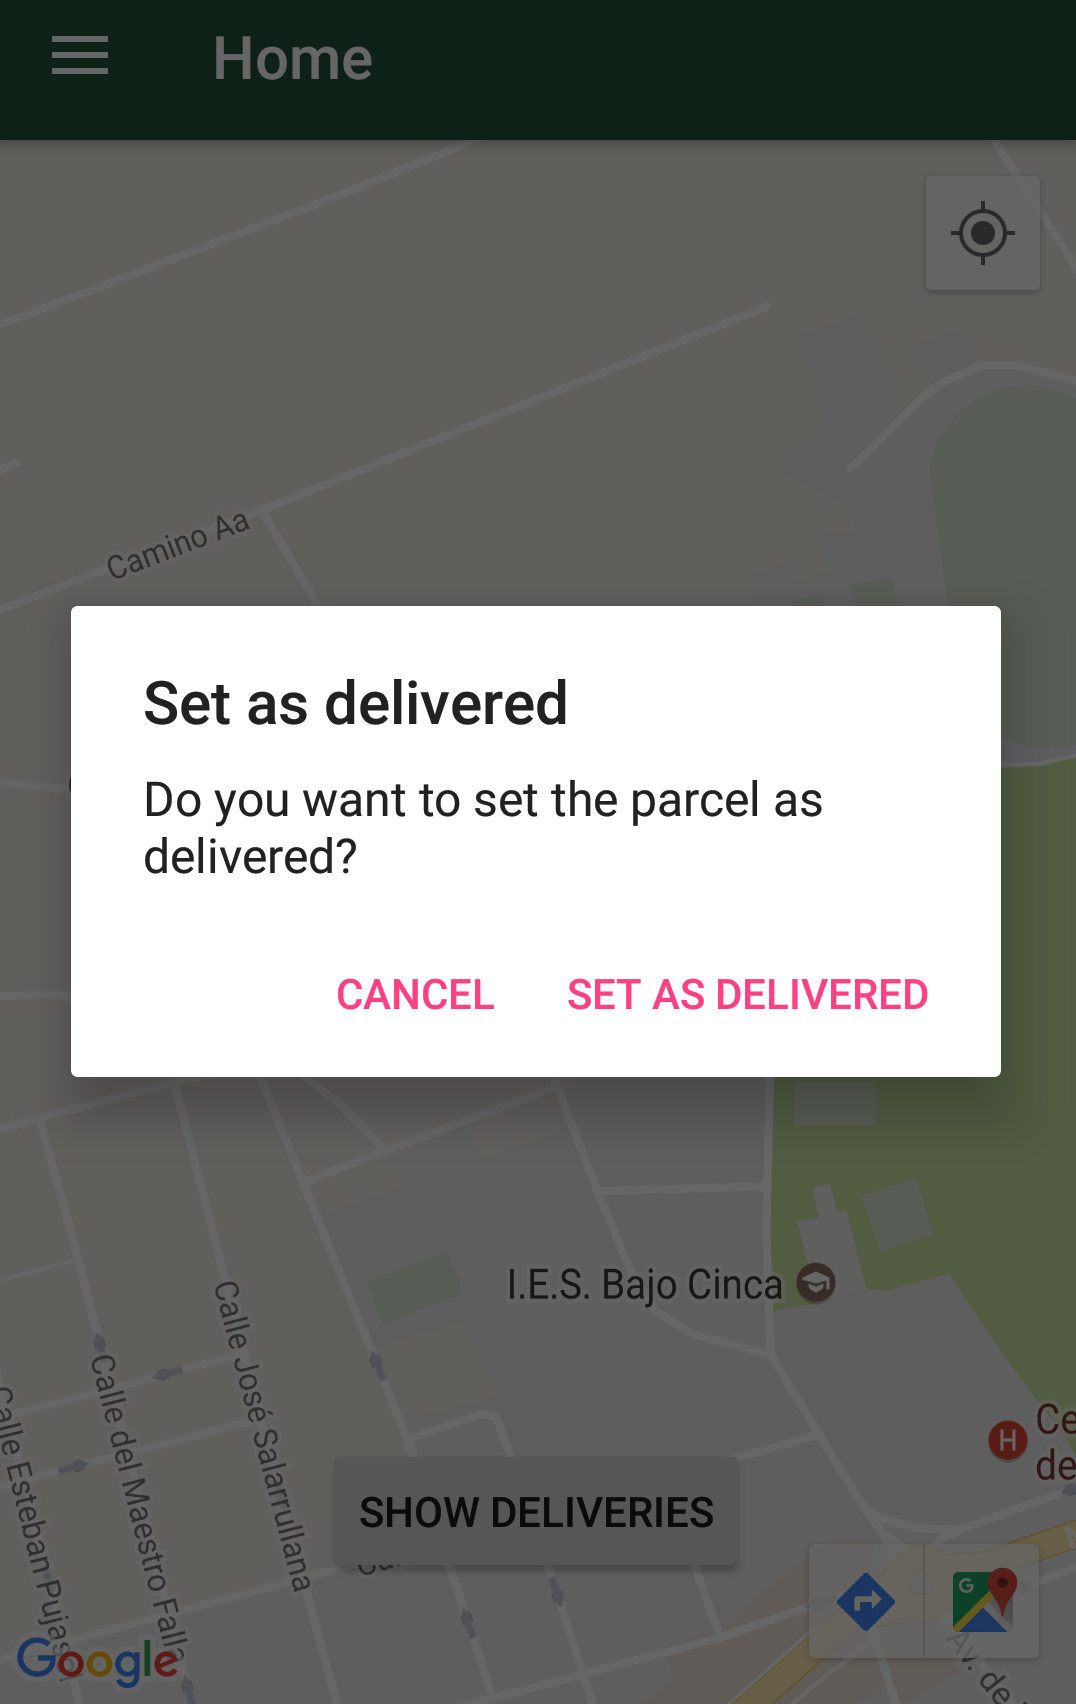 Home
Camino Aa
Set as delivered
Do you want to set the parcel as
delivered?
CANCEL
SET AS DELIVERED
I.E.S. Bajo Cinca
Calle José Salarrullana
Calle del Maestro Falla
Calle Esteban Pujasol
H
Ce
de
SHOW DELIVERIES
G
Google
Av. de